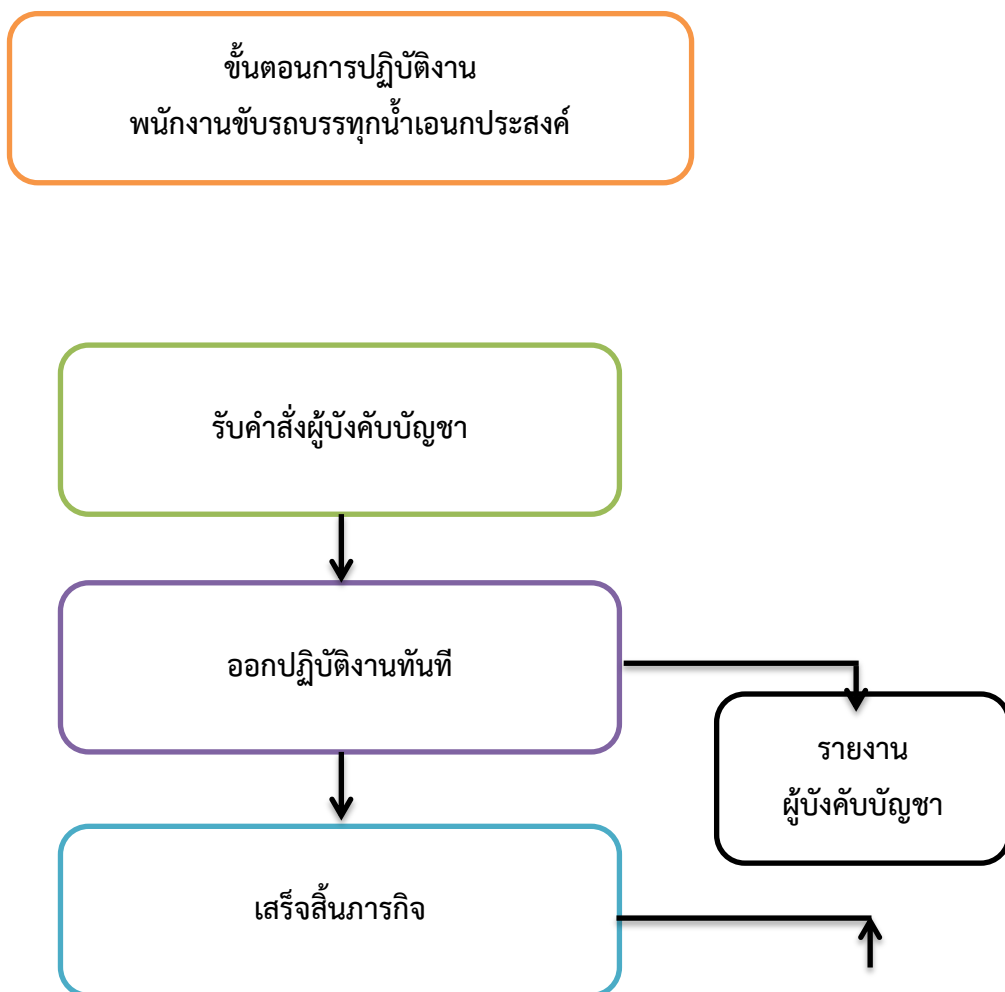 ขั้นตอนการปฏิบัติงาน
พนักงานขับรถบรรทุกน้ำเอนกประสงค์
รับคำสั่งผู้บังคับบัญชา
ออกปฏิบัติงานทันที
รายงาน
ผู้บังคับบัญชา
เสร็จสิ้นภารกิจ